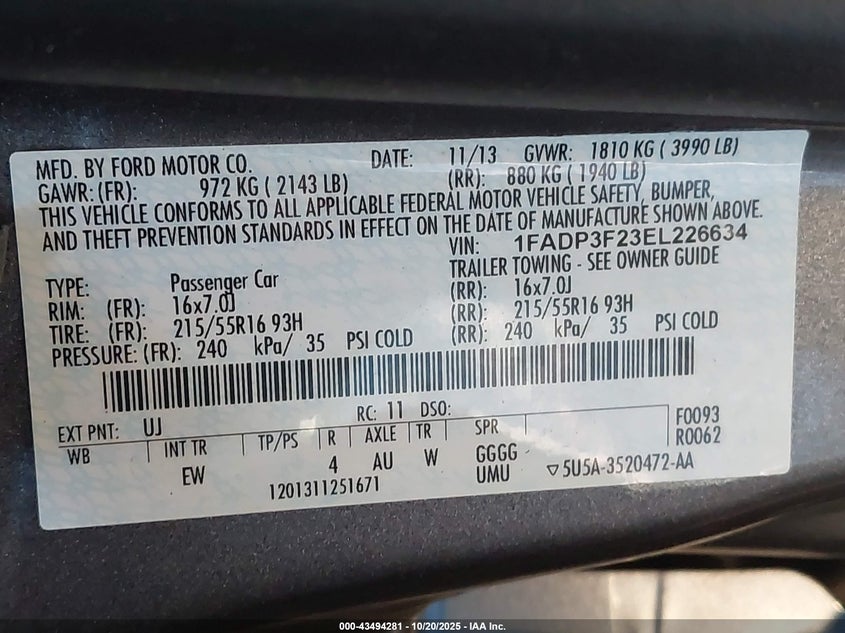 MFD. BY FORD MOTOR CO. DATE: 11/13 GVWR: 1810 KG ( 3990 LB)
GAWR: (FR): 972 KG ( 2143 LB) (RR): 880 KG ( 1940 LB)
THIS VEHICLE CONFORMS TO ALL APPLICABLE FEDERAL MOTOR VEHICLE SAFETY, BUMPER,
AND THEFT PREVENTION STANDARDS IN EFFECT ON THE DATE OF MANUFACTURE SHOWN ABOVE.
VIN: 1FADP3F23EL226634
TYPE: Passenger Car TRAILER TOWING - SEE OWNER GUIDE
RIM: (FR): 16x7.0J (RR): 16x7.0J
TIRE: (FR): 215/55R16 93H (RR): 215/55R16 93H
PRESSURE: (FR): 240 kPa/ 35 PSI COLD (RR): 240 kPa/ 35 PSI COLD
EXT PNT: UJ RC: 11 DSO: F0093
WB INT TR TP/PS R AXLE TR SPR R0062
EW 4 AU W GGGG
UMU 5U5A-3520472-AA
1201311251671
000-43494281 - 10/20/2025 - IAA Inc.